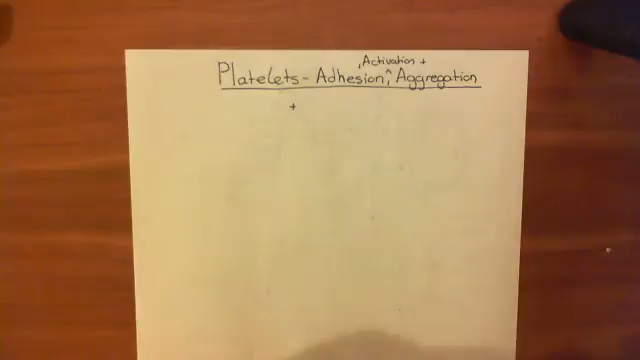 , Activation +
Platelets - Adhesion, ^ Aggregation
+